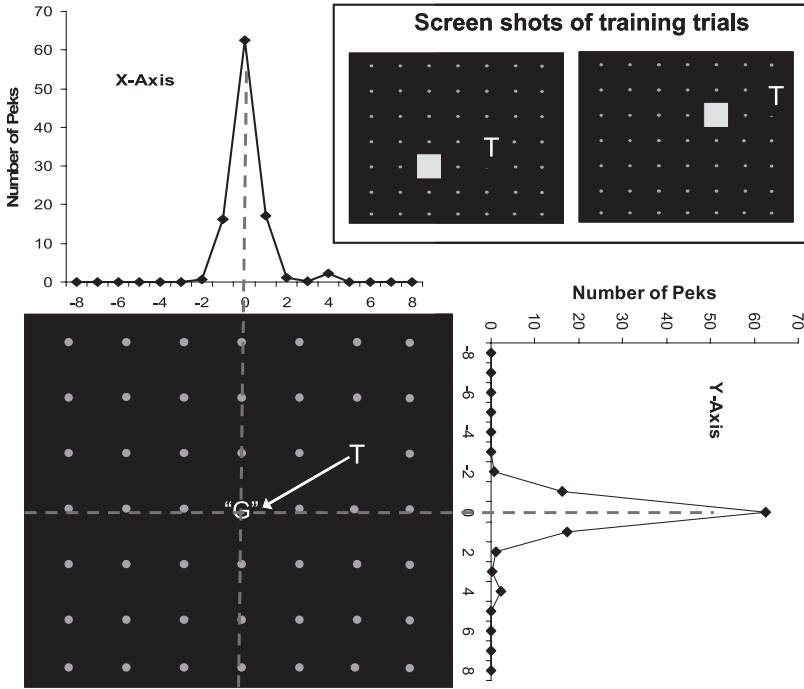 70
60
50
40
30
20
10
0
Number of Peks
X-Axis
-8 -6 -4 -2 0 2 4 6 8
Screen shots of training trials
T
T
Number of Peks
0 10 20 30 40 50 60 70
-8
-6
-4
-2
0
2
4
6
8
Y-Axis
T
“G”